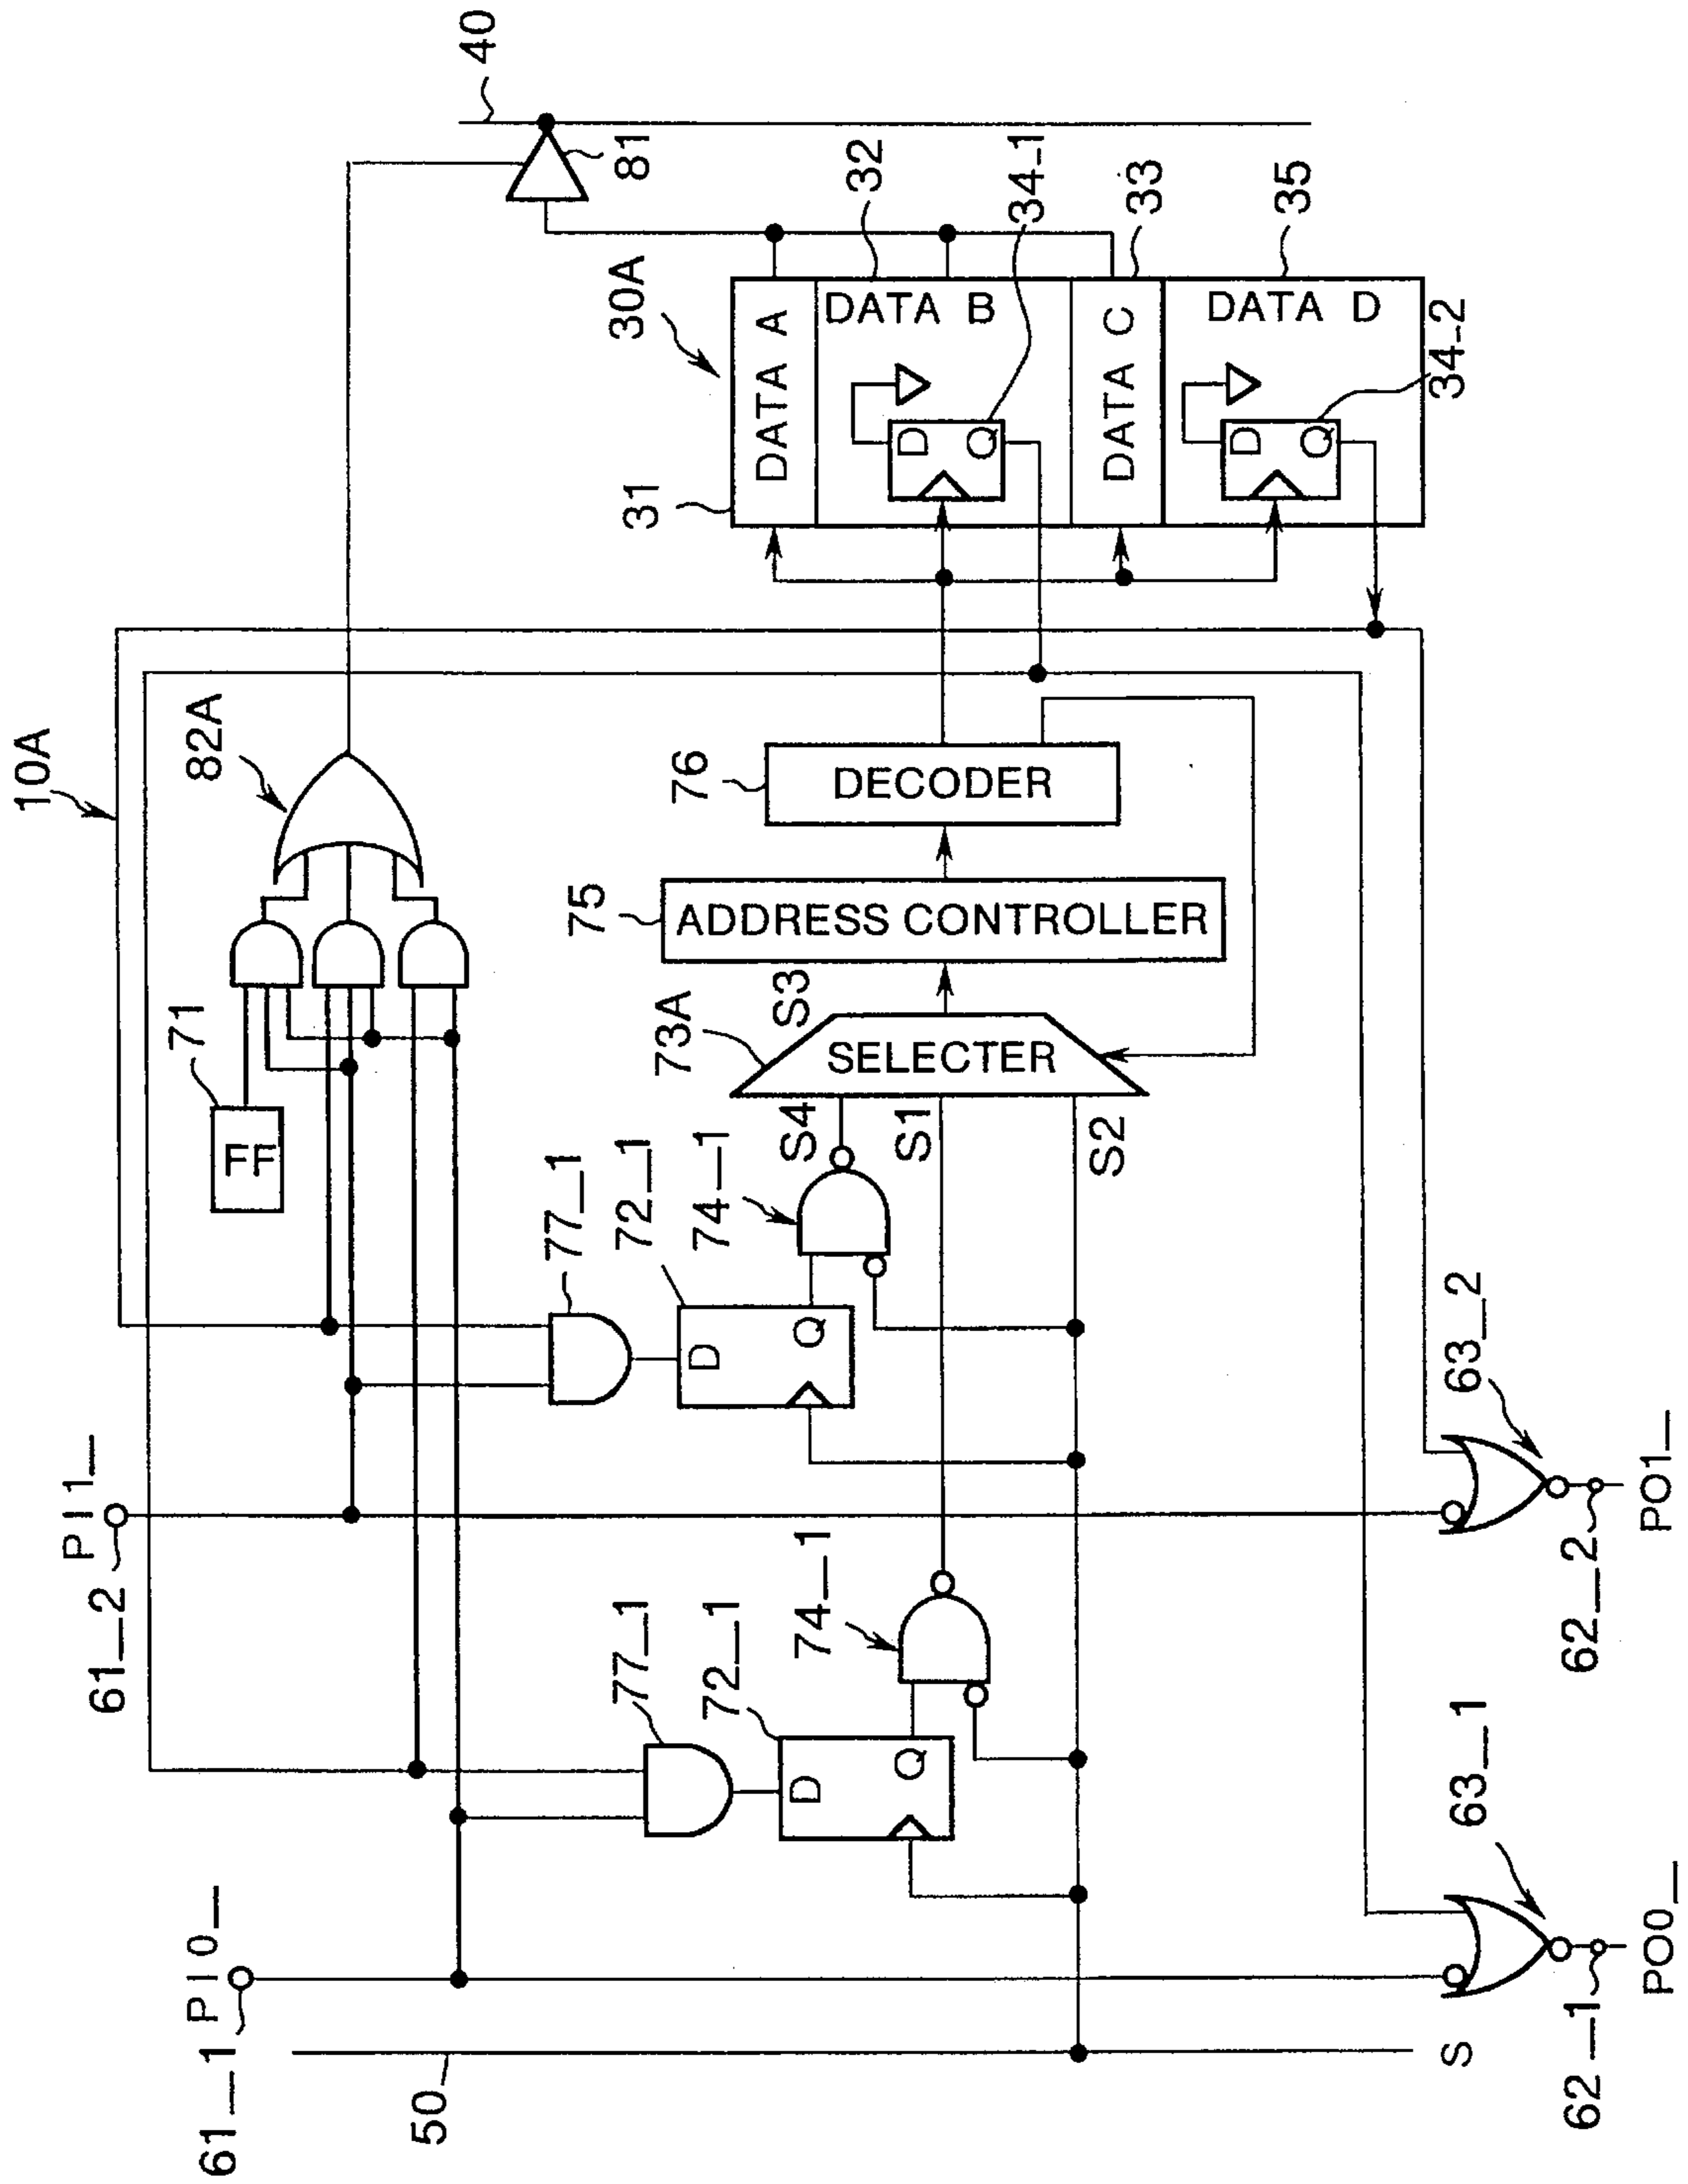 10A
82A
40
81
71
FF
30A
31
DATA A
32
DATA B
34_1
D
Q
DATA C
33
DATA D
35
D
Q
34_2
76
DECODER
75
ADDRESS CONTROLLER
73A
S3
SELECTER
S4
S1
S2
PI1_
61_2
77_1
72_1
74_1
D
Q
77_1
72_1
74_1
D
Q
PI0_
61_1
50
S
63_2
62_2
PO1_
63_1
62_1
PO0_